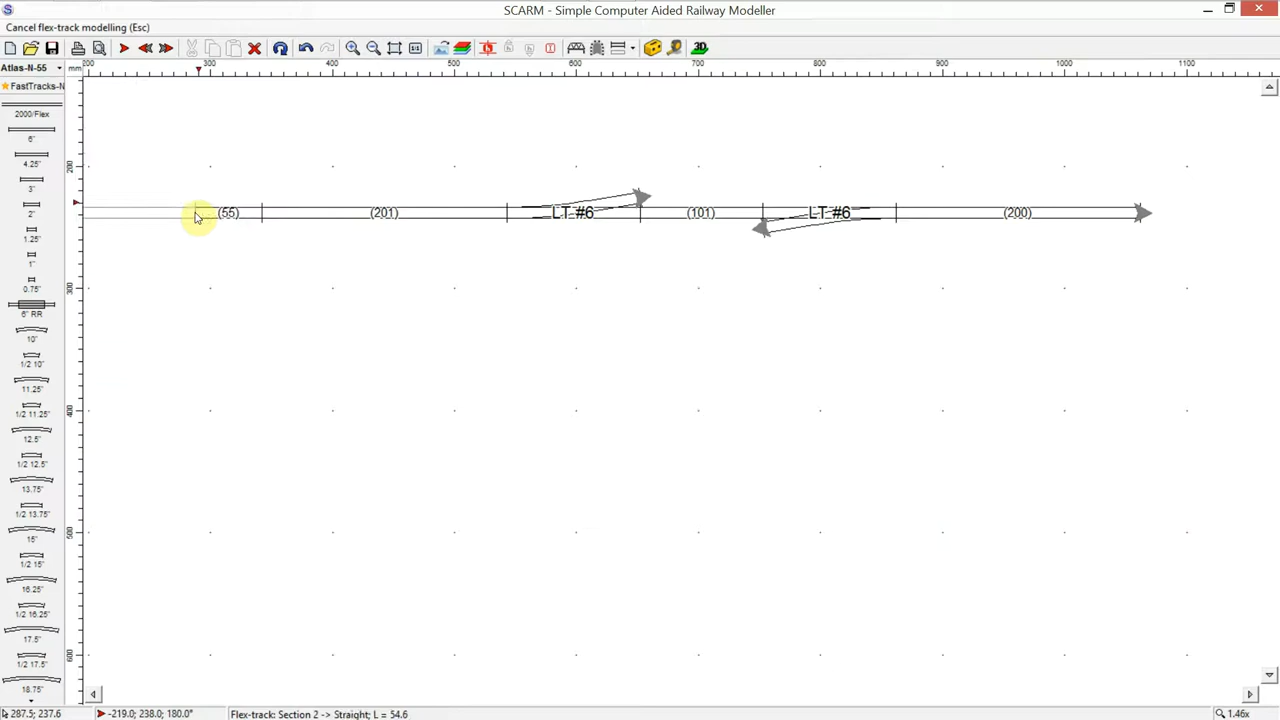 SCARM - Simple Computer Aided Railway Modeller
Cancel flex-track modelling (Esc)
Atlas-N-55
mm
200 300 400 500 600 700 800 900 1000 1100
FastTracks-N
2000/Flex
6"
4.25"
3"
2"
1.25"
1"
0.75"
6" RR
10"
1/2 10"
11.25"
1/2 11.25"
12.5"
1/2 12.5"
13.75"
1/2 13.75"
15"
1/2 15"
16.25"
1/2 16.25"
17.5"
1/2 17.5"
18.75"
200
300
400
500
600
(55) (201) LT #6 (101) LT #6 (200)
3D
287.5; 237.6 -219.0; 238.0; 180.0° Flex-track: Section 2 -> Straight; L = 54.6 1.46x